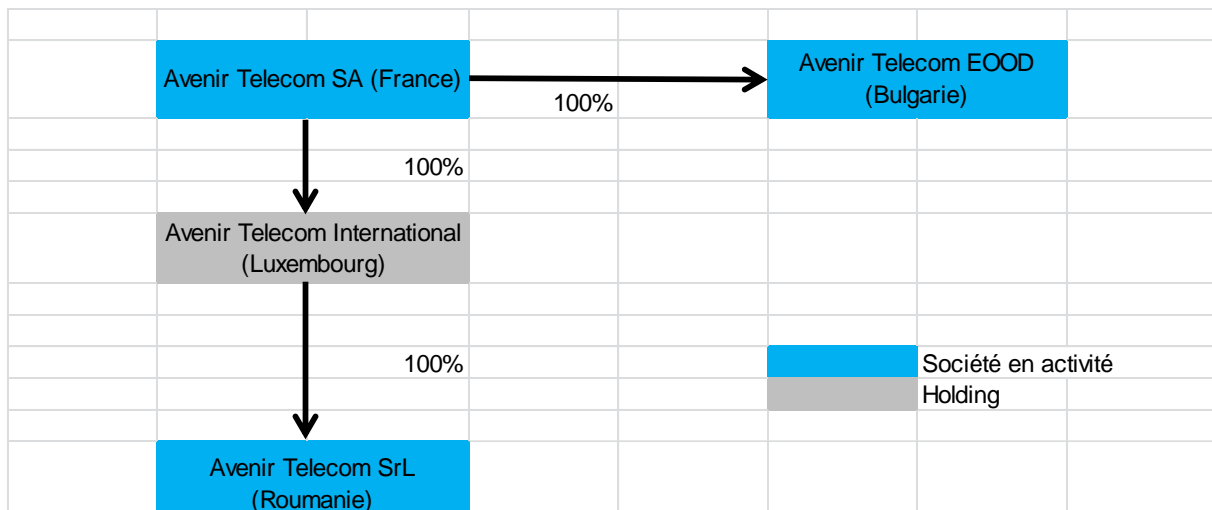 Avenir Telecom SA (France)
Avenir Telecom EOOD
(Bulgarie)
100%
100%
Avenir Telecom International
(Luxembourg)
100%
Société en activité
Holding
Avenir Telecom SrL
(Roumanie)